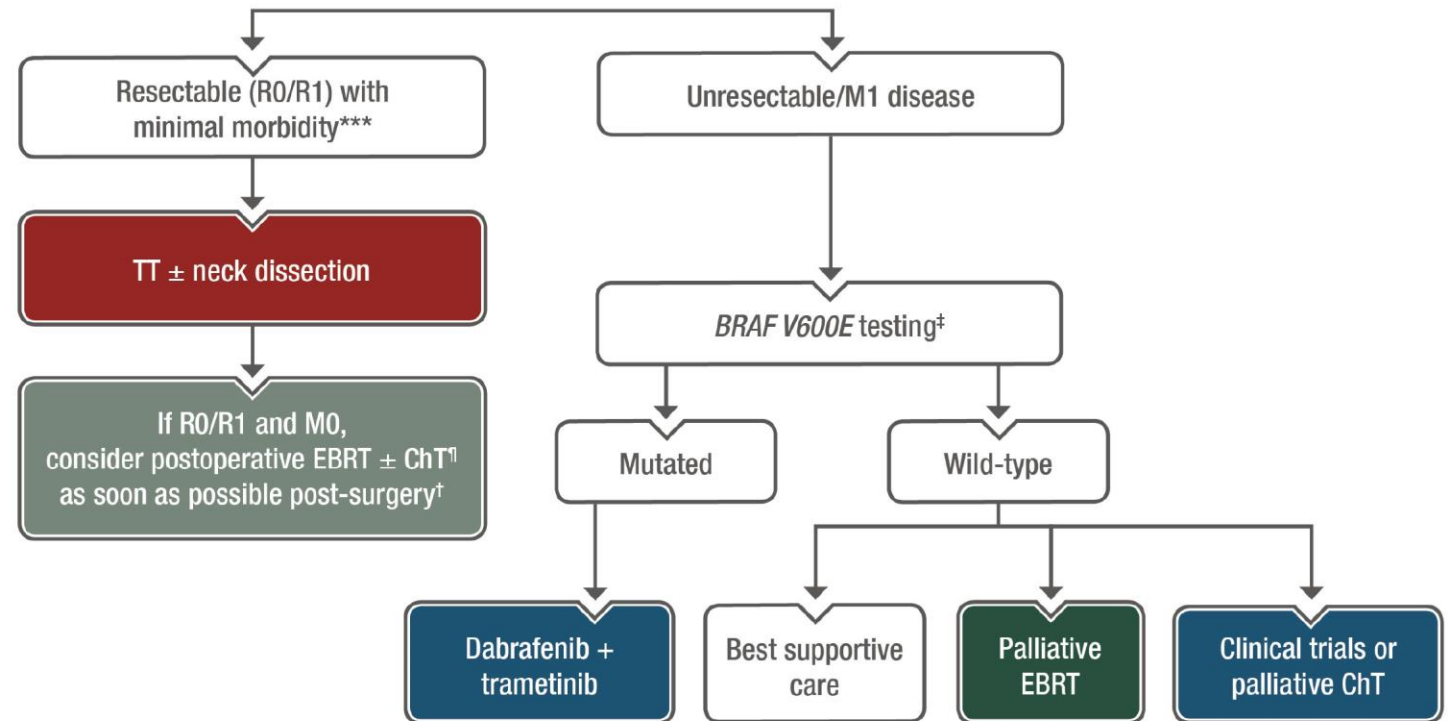 Resectable (R0/R1) with
minimal morbidity***
Unresectable/M1 disease
TT ± neck dissection
BRAF V600E testing‡
If R0/R1 and M0,
consider postoperative EBRT ± ChT¶
as soon as possible post-surgery†
Mutated
Wild-type
Dabrafenib +
trametinib
Best supportive
care
Palliative
EBRT
Clinical trials or
palliative ChT